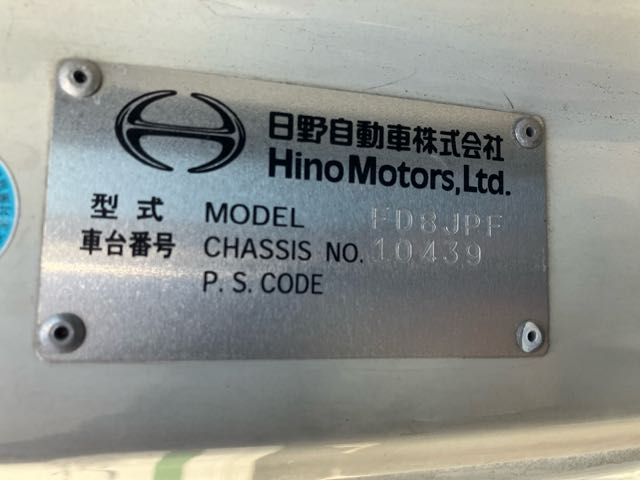 日野自動車株式会社
Hino Motors, Ltd.
型式 MODEL FD8JPF
車台番号 CHASSIS NO. 10439
P. S. CODE